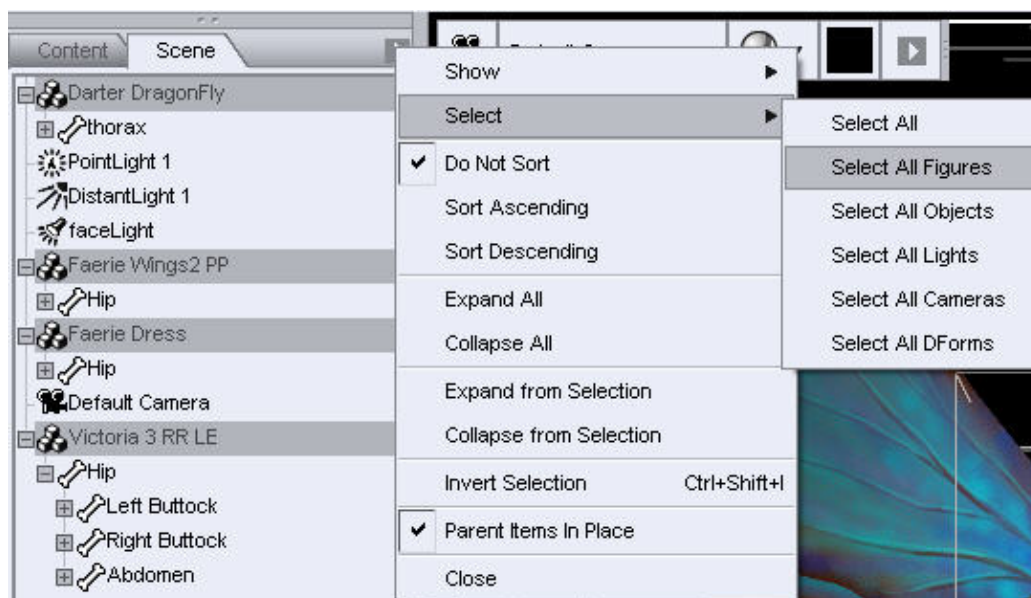 Content
Scene
Darter DragonFly
thorax
PointLight 1
DistantLight 1
faceLight
Faerie Wings2 PP
Hip
Faerie Dress
Hip
Default Camera
Victoria 3 RR LE
Hip
Left Buttock
Right Buttock
Abdomen
Show
Select
Do Not Sort
Sort Ascending
Sort Descending
Expand All
Collapse All
Expand from Selection
Collapse from Selection
Invert Selection Ctrl+Shift+I
Parent Items In Place
Close
Select All
Select All Figures
Select All Objects
Select All Lights
Select All Cameras
Select All DForms